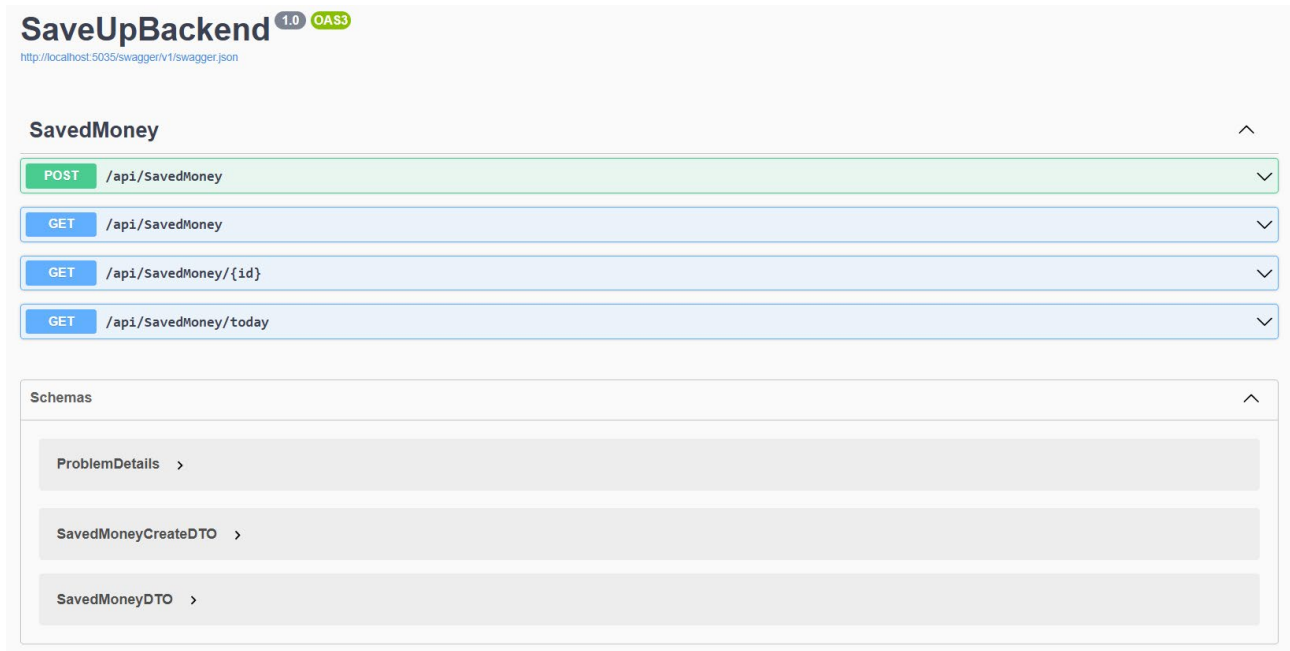 SaveUpBackend 1.0 OAS3
http://localhost:5035/swagger/v1/swagger.json
SavedMoney
POST /api/SavedMoney
GET /api/SavedMoney
GET /api/SavedMoney/{id}
GET /api/SavedMoney/today
Schemas
ProblemDetails
SavedMoneyCreateDTO
SavedMoneyDTO